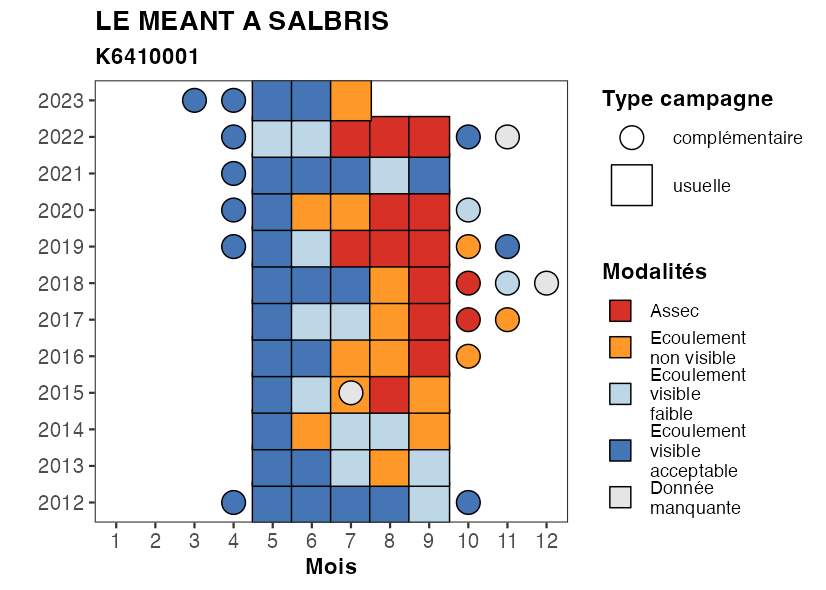 LE MEANT A SALBRIS
K6410001
2023
2022
2021
2020
2019
2018
2017
2016
2015
2014
2013
2012
1 2 3 4 5 6 7 8 9 10 11 12
Mois
Type campagne
complémentaire
usuelle
Modalités
Assec
Ecoulement
non visible
Ecoulement
visible
faible
Ecoulement
visible
acceptable
Donnée
manquante